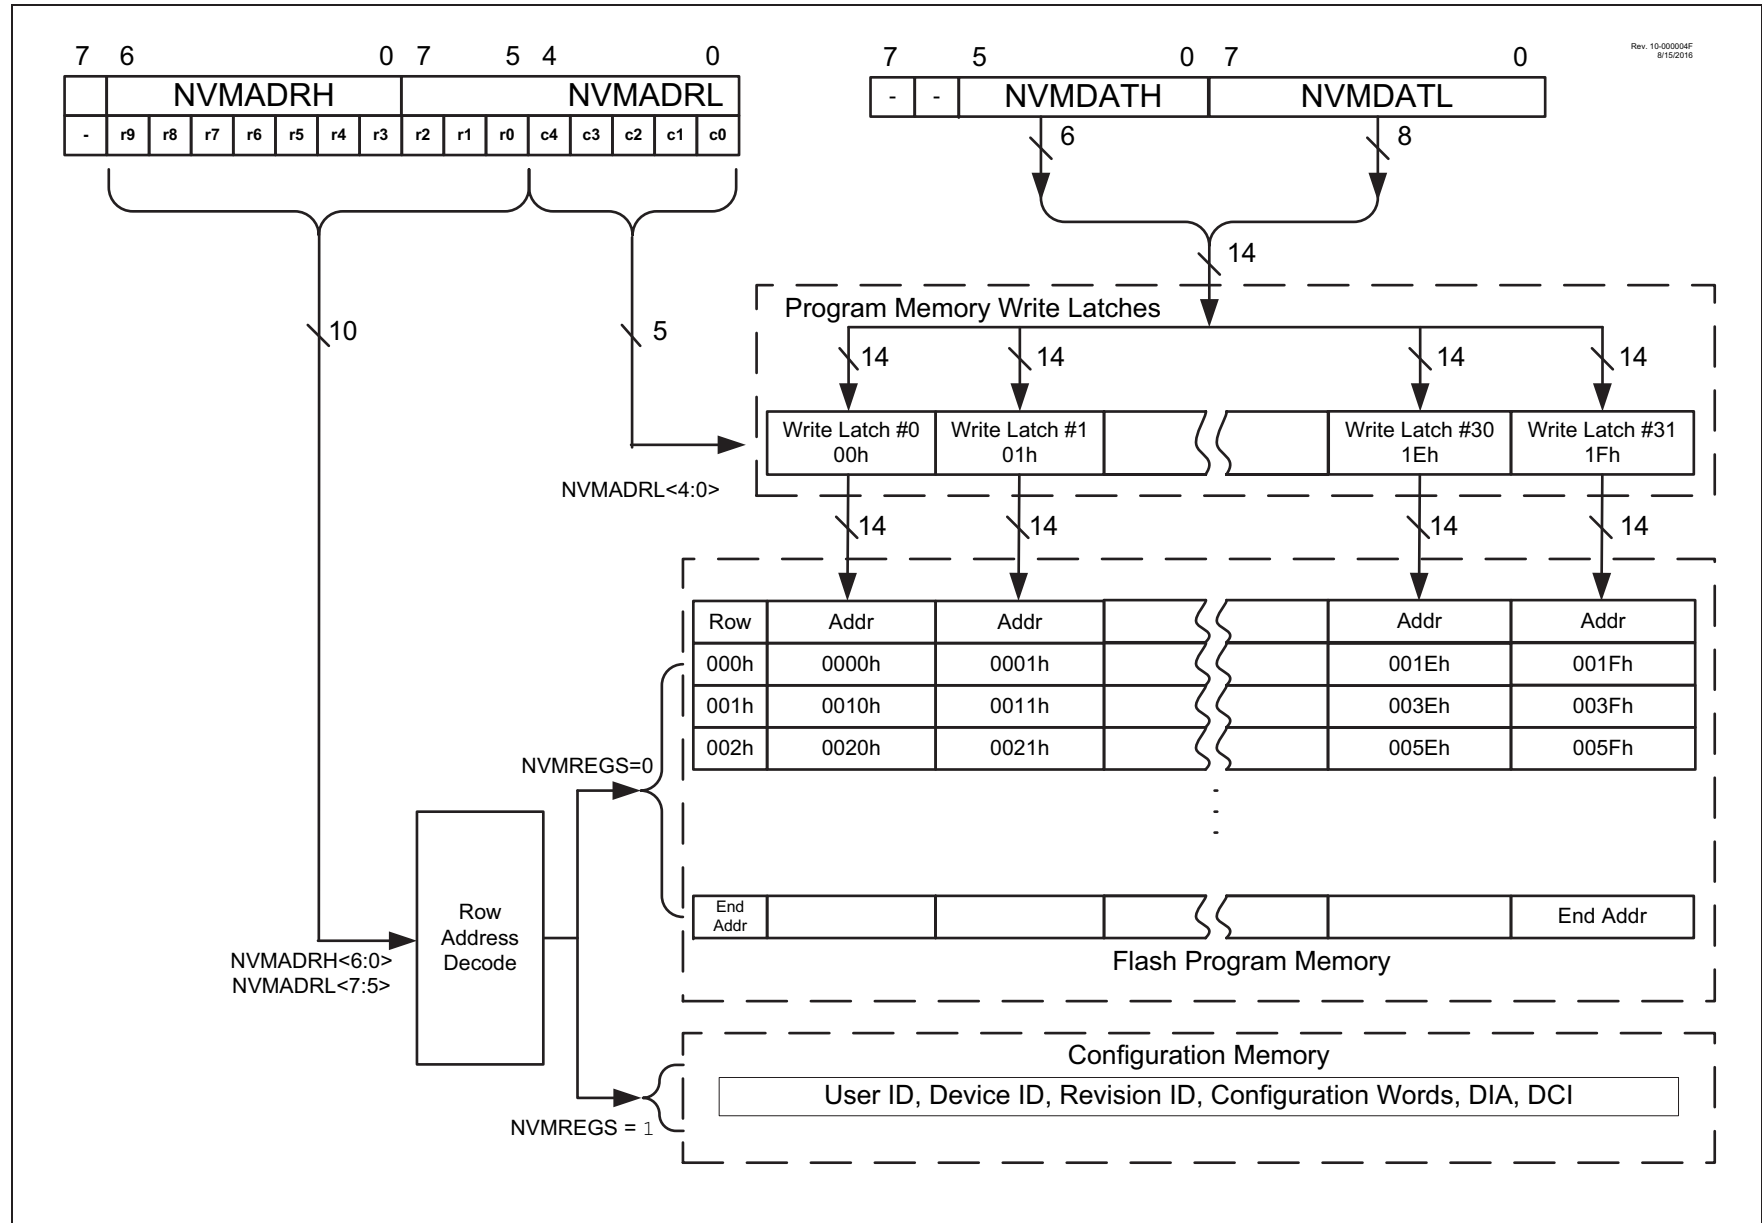 Rev. 10-000004F
8/15/2016
7 6 0 7 5 4 0
NVMADRH NVMADRL
- r9 r8 r7 r6 r5 r4 r3 r2 r1 r0 c4 c3 c2 c1 c0
7 5 0 7 0
- - NVMDATH NVMDATL
6 8
14
10 5
Program Memory Write Latches
14 14 14 14
Write Latch #0 Write Latch #1 Write Latch #30 Write Latch #31
00h 01h 1Eh 1Fh
NVMADRL<4:0>
14 14 14 14
Row Addr Addr Addr Addr
000h 0000h 0001h 001Eh 001Fh
001h 0010h 0011h 003Eh 003Fh
002h 0020h 0021h 005Eh 005Fh
NVMREGS=0
End
Addr
End Addr
Flash Program Memory
Row
Address
Decode
NVMADRH<6:0>
NVMADRL<7:5>
Configuration Memory
User ID, Device ID, Revision ID, Configuration Words, DIA, DCI
NVMREGS = 1